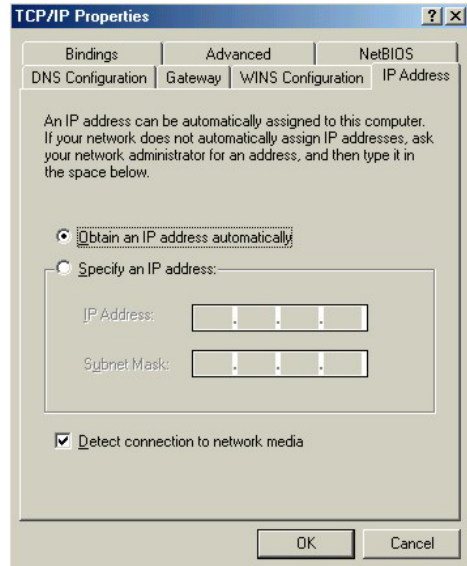 TCP/IP Properties
Bindings Advanced NetBIOS
DNS Configuration Gateway WINS Configuration IP Address
An IP address can be automatically assigned to this computer.
If your network does not automatically assign IP addresses, ask
your network administrator for an address, and then type it in
the space below.
Obtain an IP address automatically
Specify an IP address:
IP Address:
Subnet Mask:
Detect connection to network media
OK Cancel